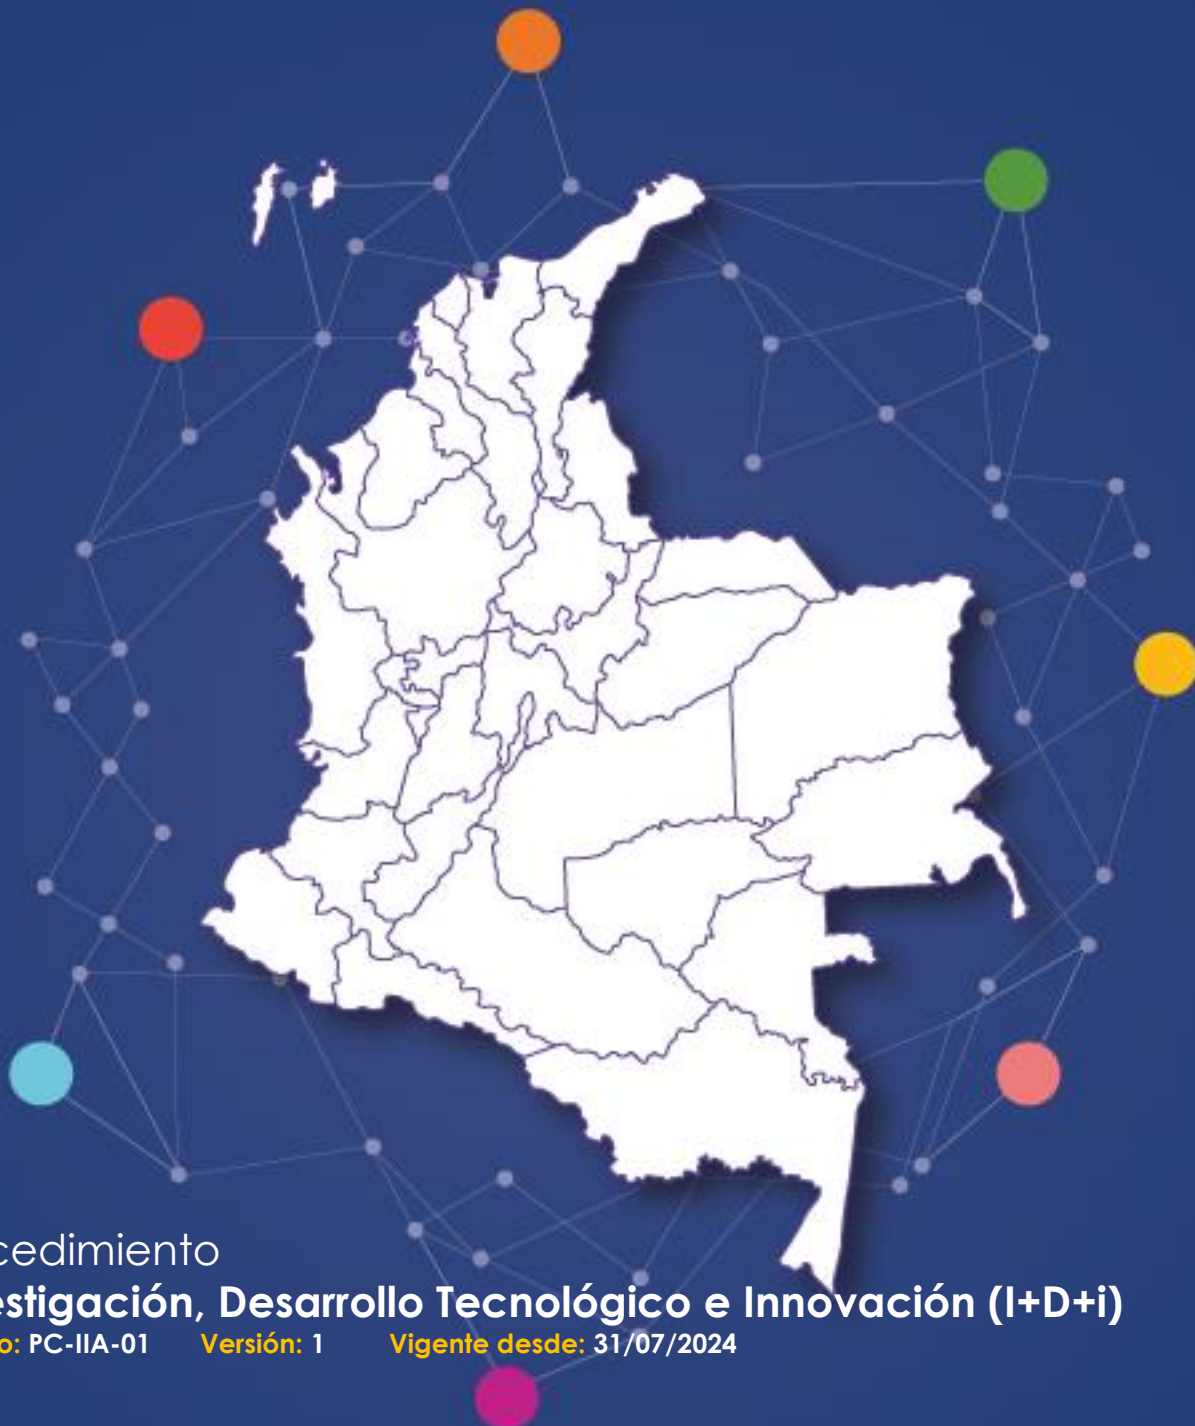 cedimiento
estigación, Desarrollo Tecnológico e Innovación (I+D+i)
o: PC-IIA-01 Versión: 1 Vigente desde: 31/07/2024